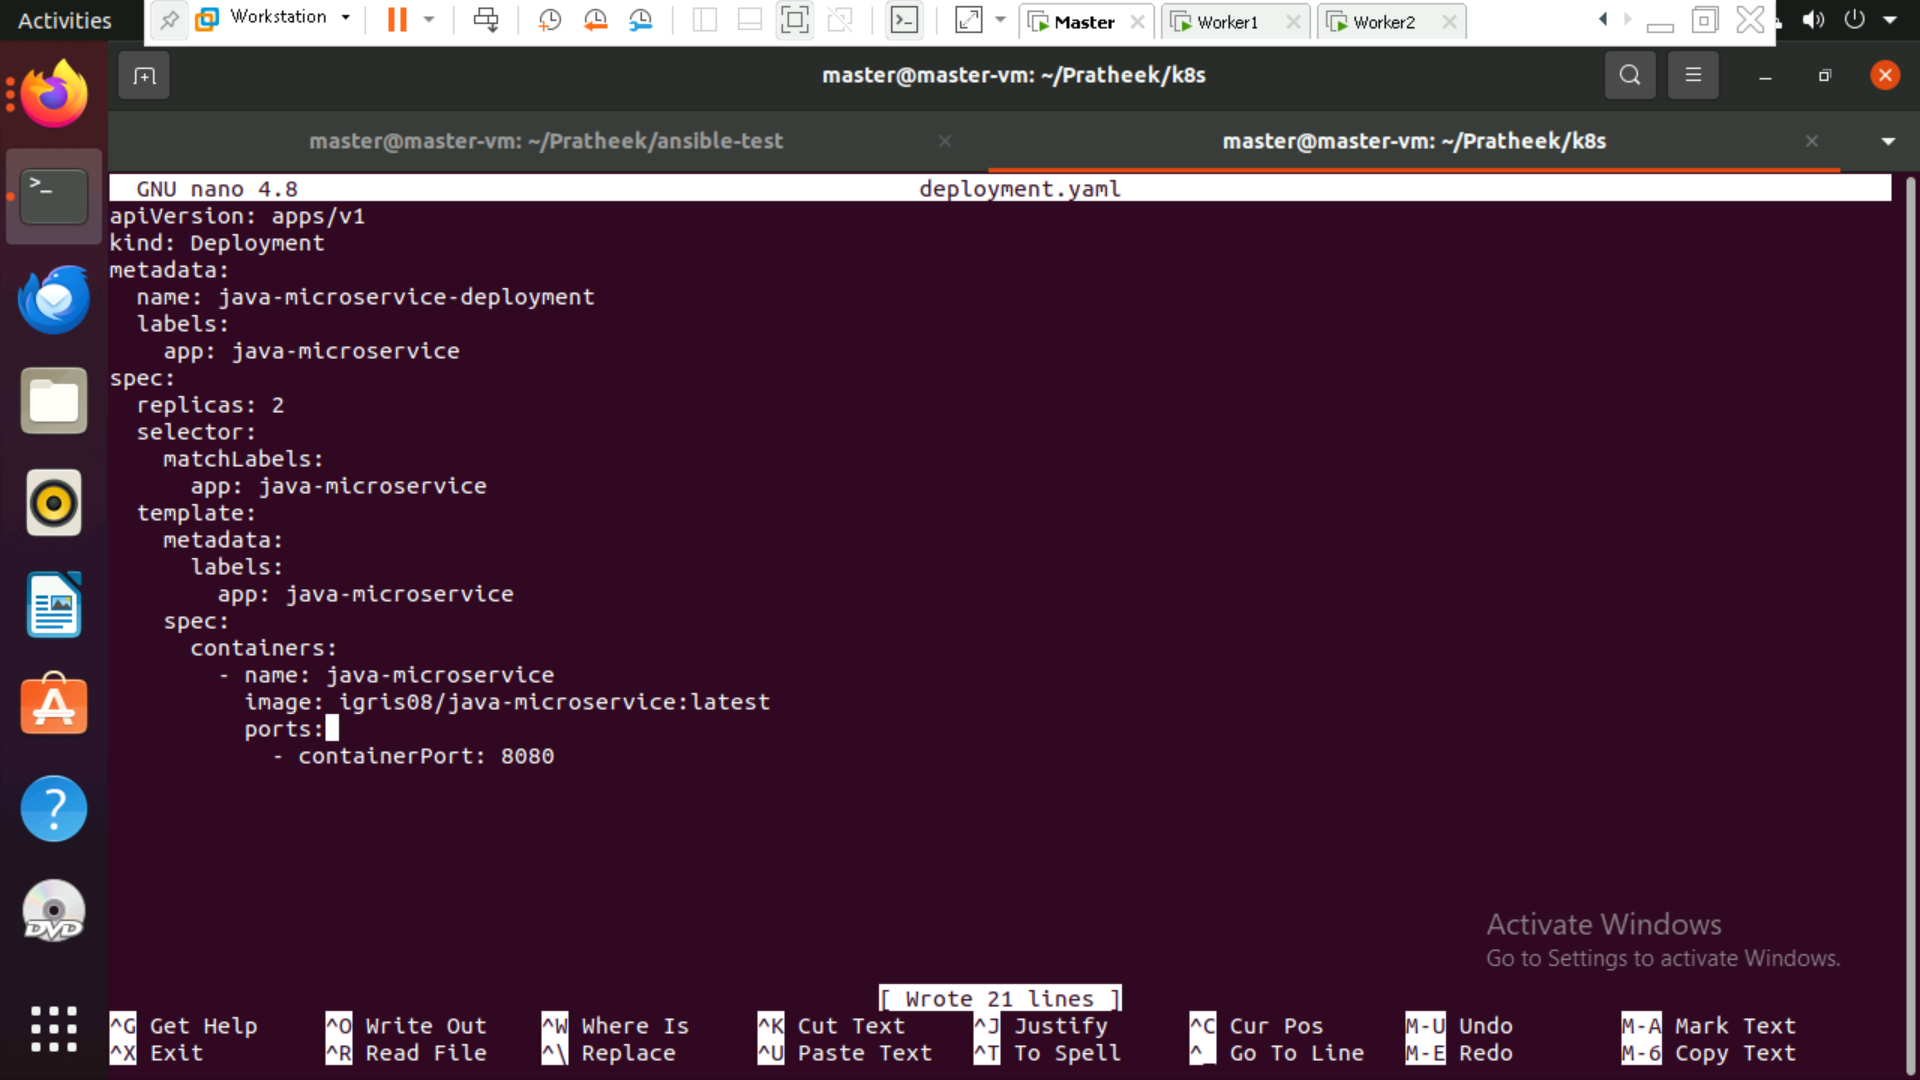 Activities
Workstation
Master
Worker1
Worker2
master@master-vm: ~/Pratheek/k8s
master@master-vm: ~/Pratheek/ansible-test
master@master-vm: ~/Pratheek/k8s
GNU nano 4.8 deployment.yaml
apiVersion: apps/v1
kind: Deployment
metadata:
  name: java-microservice-deployment
  labels:
    app: java-microservice
spec:
  replicas: 2
  selector:
    matchLabels:
      app: java-microservice
  template:
    metadata:
      labels:
        app: java-microservice
    spec:
      containers:
        - name: java-microservice
          image: igris08/java-microservice:latest
          ports:
            - containerPort: 8080
Activate Windows
Go to Settings to activate Windows.
[ Wrote 21 lines ]
^G Get Help ^O Write Out ^W Where Is ^K Cut Text ^J Justify ^C Cur Pos M-U Undo M-A Mark Text
^X Exit ^R Read File ^\ Replace ^U Paste Text ^T To Spell ^_ Go To Line M-E Redo M-6 Copy Text
DVD